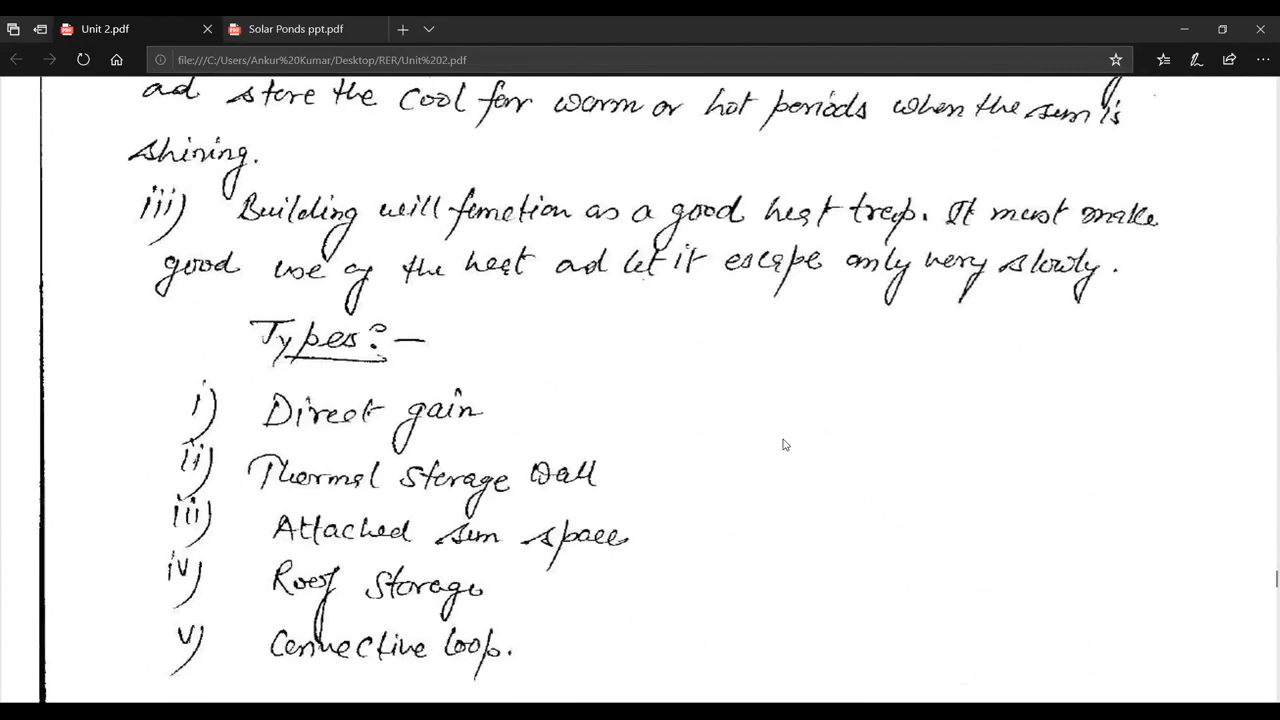 Unit 2.pdf
Solar Ponds ppt.pdf
file:///C:/Users/Ankur%20Kumar/Desktop/RER/Unit%202.pdf
ad store the cool for warm or hot periods when the sun is
shining.
iii) Building will function as a good heat trap. It must make
good use of the heat ad let it escape only very slowly.
Types:-
i) Direct gain
ii) Thermal storage wall
iii) Attached sun space
iv) Roof storage
v) Convective loop.